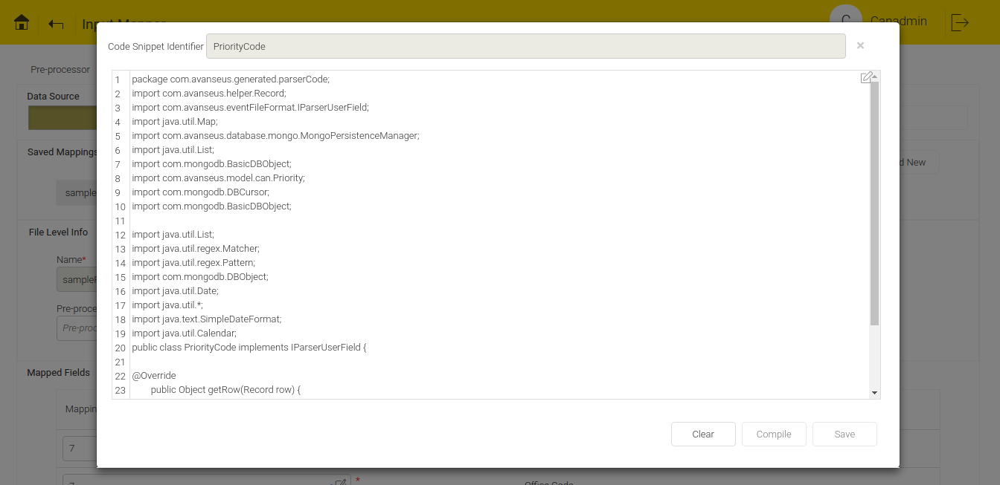 Input Mapper
C
Canadmin
Code Snippet Identifier
PriorityCode
×
Pre-processor
Data Source
Saved Mappings
d New
sample
File Level Info
Name*
sampleF
Pre-proce
Pre-proc
Mapped Fields
Mappin
7
7
*
Office Code
1 package com.avanseus.generated.parserCode;
2 import com.avanseus.helper.Record;
3 import com.avanseus.eventFileFormat.IParserUserField;
4 import java.util.Map;
5 import com.avanseus.database.mongo.MongoPersistenceManager;
6 import java.util.List;
7 import com.mongodb.BasicDBObject;
8 import com.avanseus.model.can.Priority;
9 import com.mongodb.DBCursor;
10 import com.mongodb.BasicDBObject;
11
12 import java.util.List;
13 import java.util.regex.Matcher;
14 import java.util.regex.Pattern;
15 import com.mongodb.DBObject;
16 import java.util.Date;
17 import java.util.*;
18 import java.text.SimpleDateFormat;
19 import java.util.Calendar;
20 public class PriorityCode implements IParserUserField {
21
22 @Override
23 public Object getRow(Record row) {
Clear
Compile
Save